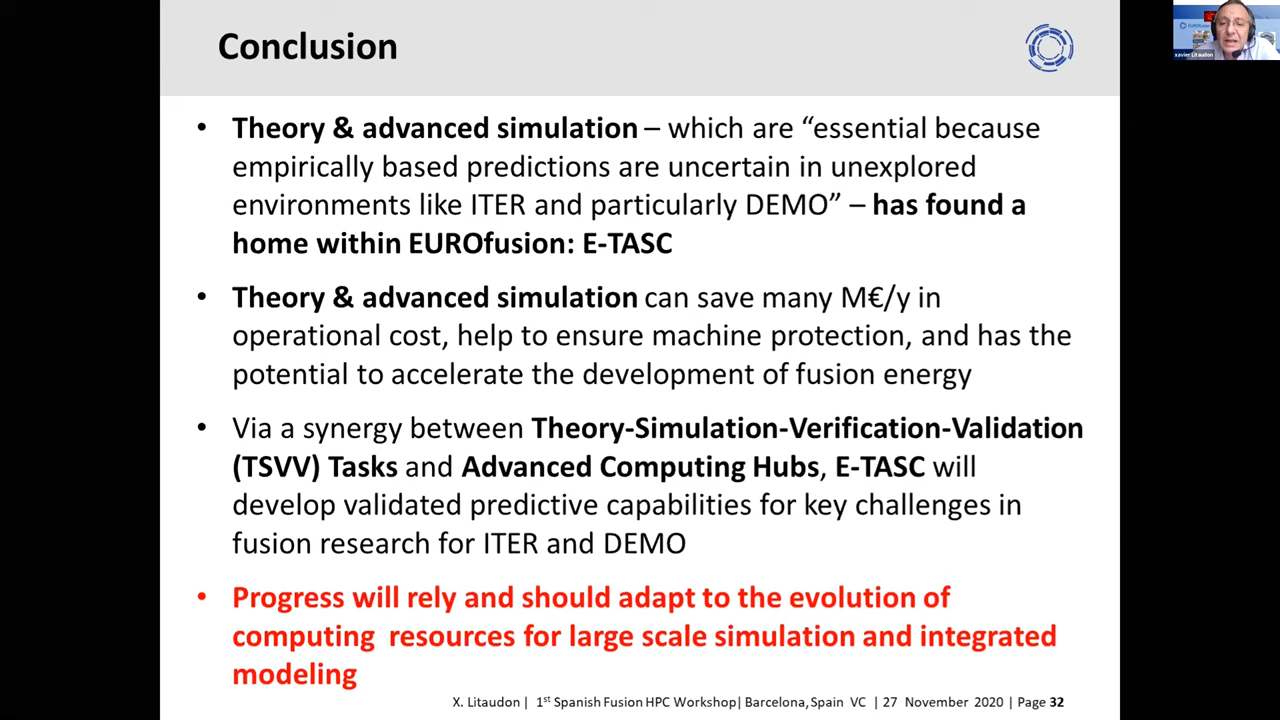 Conclusion
• Theory & advanced simulation – which are “essential because
empirically based predictions are uncertain in unexplored
environments like ITER and particularly DEMO” – has found a
home within EUROfusion: E-TASC
• Theory & advanced simulation can save many M€/y in
operational cost, help to ensure machine protection, and has the
potential to accelerate the development of fusion energy
• Via a synergy between Theory-Simulation-Verification-Validation
(TSVV) Tasks and Advanced Computing Hubs, E-TASC will
develop validated predictive capabilities for key challenges in
fusion research for ITER and DEMO
• Progress will rely and should adapt to the evolution of
computing resources for large scale simulation and integrated
modeling
X. Litaudon | 1st Spanish Fusion HPC Workshop| Barcelona, Spain VC | 27 November 2020 | Page 32
EUROfusion
xavier Litaudon